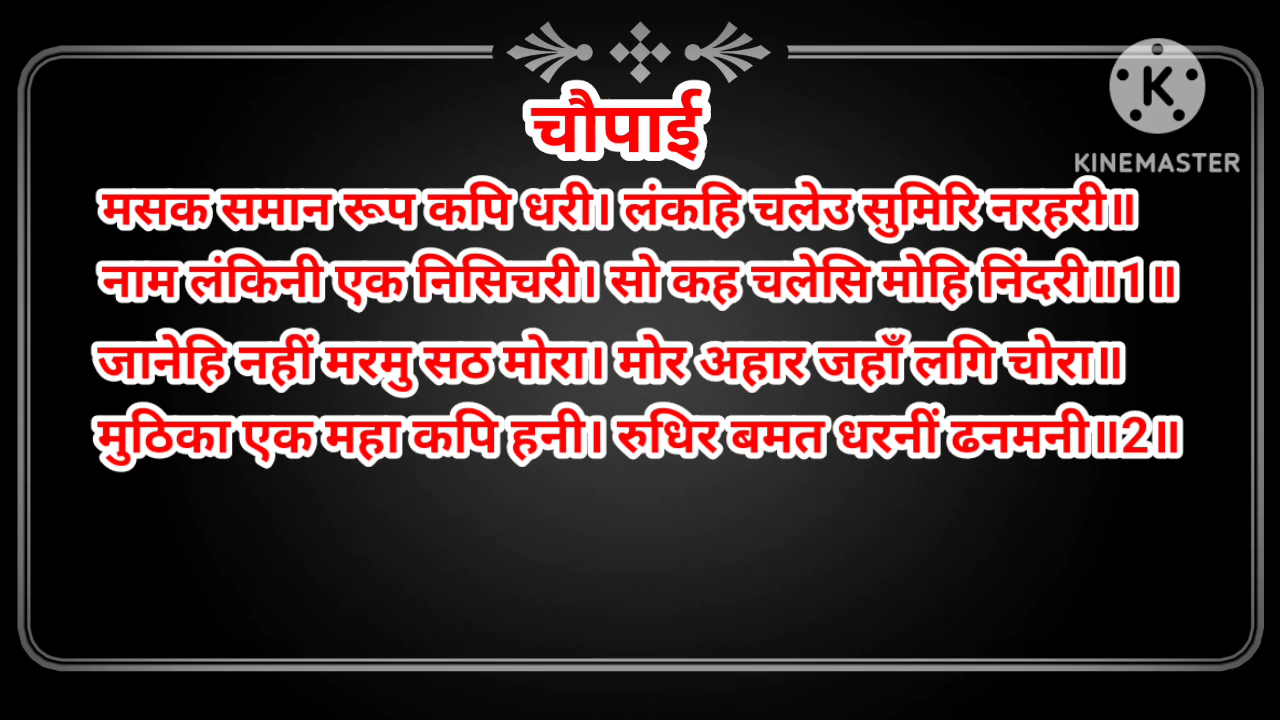 चौपाई
KINEMASTER
मसक समान रूप कपि धरी। लंकहि चलेउ सुमिरि नरहरी॥
नाम लंकिनी एक निसिचरी। सो कह चलेसि मोहि निंदरी॥1॥
जानेहि नहीं मरमु सठ मोरा। मोर अहार जहाँ लगि चोरा॥
मुठिका एक महा कपि हनी। रुधिर बमत धरनीं ढनमनी॥2॥